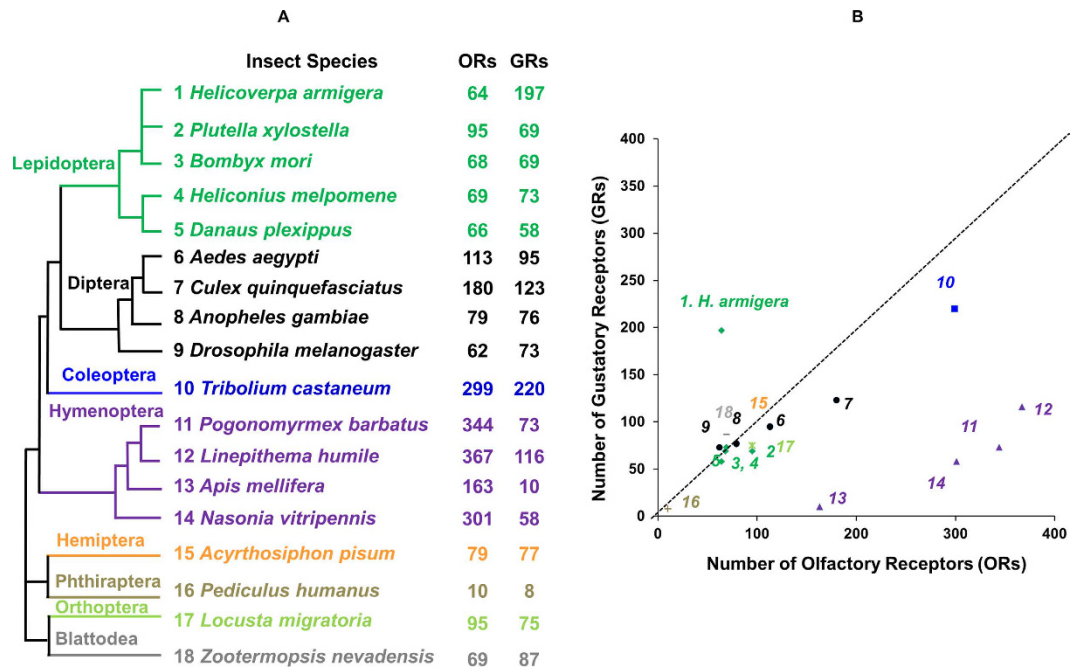 A
Insect Species ORs GRs
1 Helicoverpa armigera 64 197
2 Plutella xylostella 95 69
Lepidoptera
3 Bombyx mori 68 69
4 Heliconius melpomene 69 73
5 Danaus plexippus 66 58
6 Aedes aegypti 113 95
Diptera
7 Culex quinquefasciatus 180 123
8 Anopheles gambiae 79 76
9 Drosophila melanogaster 62 73
Coleoptera
10 Tribolium castaneum 299 220
Hymenoptera
11 Pogonomyrmex barbatus 344 73
12 Linepithema humile 367 116
13 Apis mellifera 163 10
14 Nasonia vitripennis 301 58
Hemiptera
15 Acyrthosiphon pisum 79 77
Phthiraptera
16 Pediculus humanus 10 8
Orthoptera
17 Locusta migratoria 95 75
Blattodea
18 Zootermopsis nevadensis 69 87
B
Number of Gustatory Receptors (GRs)
400
350
300
250
200
150
100
50
0
10
1. H. armigera
15
18
8
6
7
12
9
11
17
2
5
3, 4
14
16
13
0 100 200 300 400
Number of Olfactory Receptors (ORs)